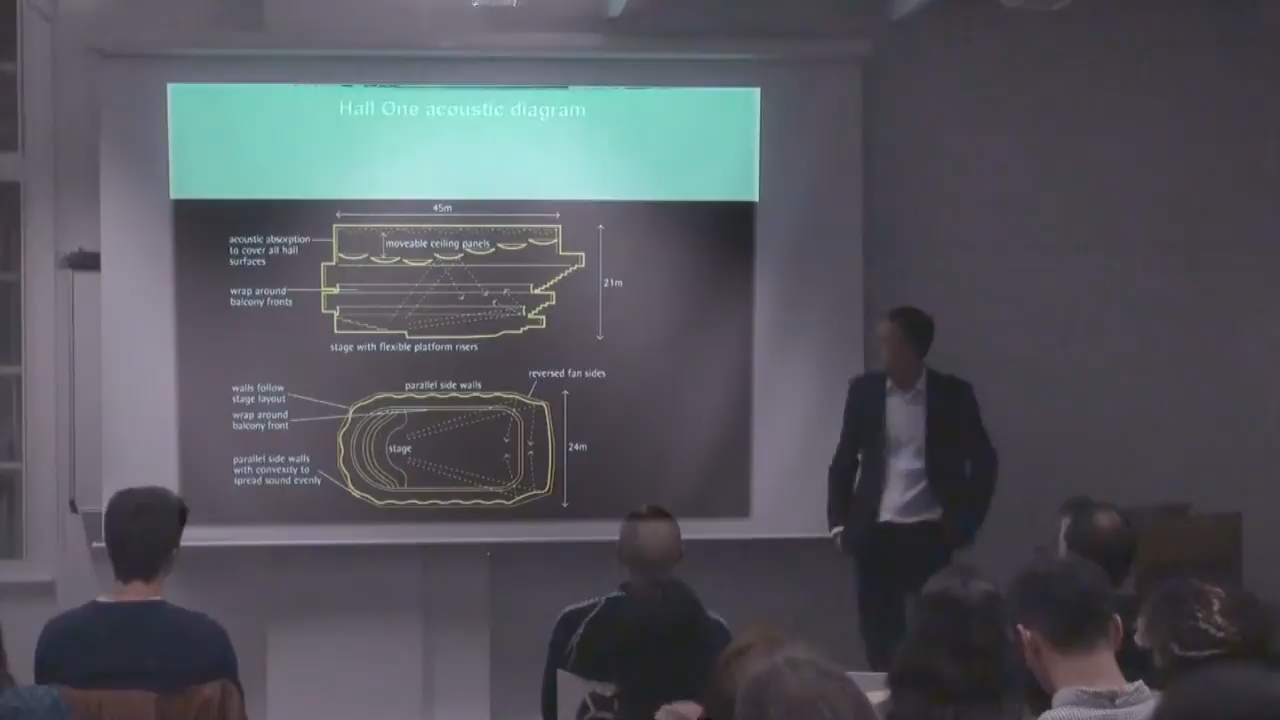 Hall One acoustic diagram
45m
acoustic absorption
to cover all hall
surfaces
moveable ceiling panels
21m
wrap around
balcony fronts
stage with flexible platform risers
reversed fan sides
walls follow
stage layout
parallel side walls
wrap around
balcony front
stage
24m
parallel side walls
with convexity to
spread sound evenly